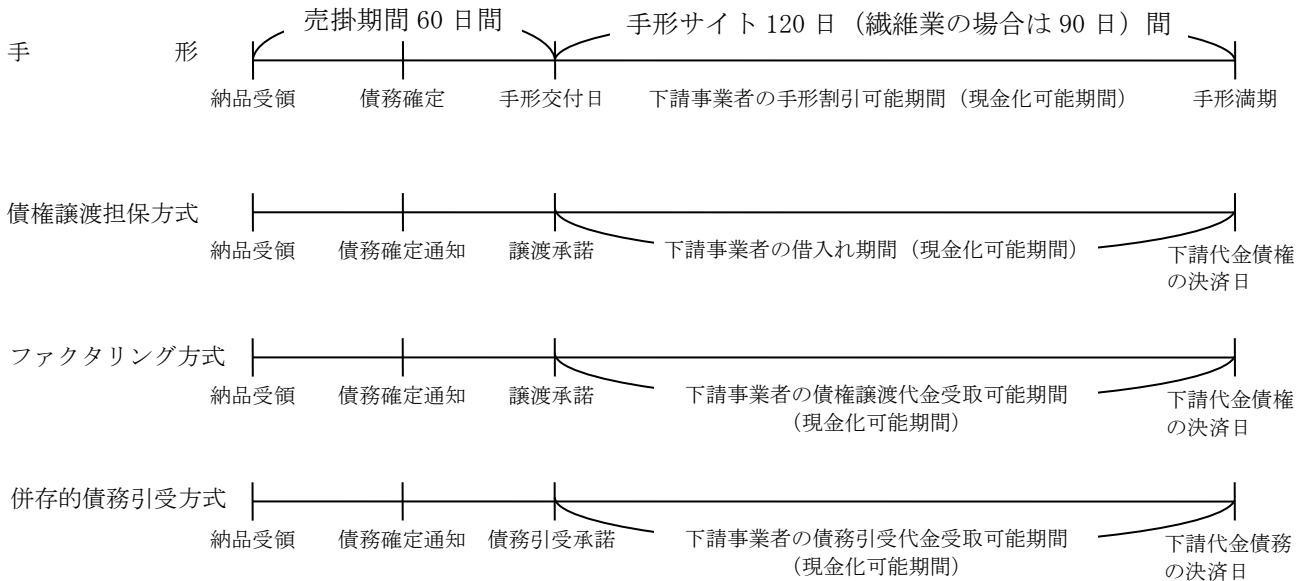 売掛期間 60 日間
手形サイト 120 日（繊維業の場合は 90 日）間
手形
納品受領
債務確定
手形交付日
下請事業者の手形割引可能期間（現金化可能期間）
手形満期
債権譲渡担保方式
納品受領
債務確定通知
譲渡承諾
下請事業者の借入れ期間（現金化可能期間）
下請代金債権
の決済日
ファクタリング方式
納品受領
債務確定通知
譲渡承諾
下請事業者の債権譲渡代金受取可能期間
（現金化可能期間）
下請代金債権
の決済日
併存的債務引受方式
納品受領
債務確定通知
債務引受承諾
下請事業者の債務引受代金受取可能期間
（現金化可能期間）
下請代金債務
の決済日